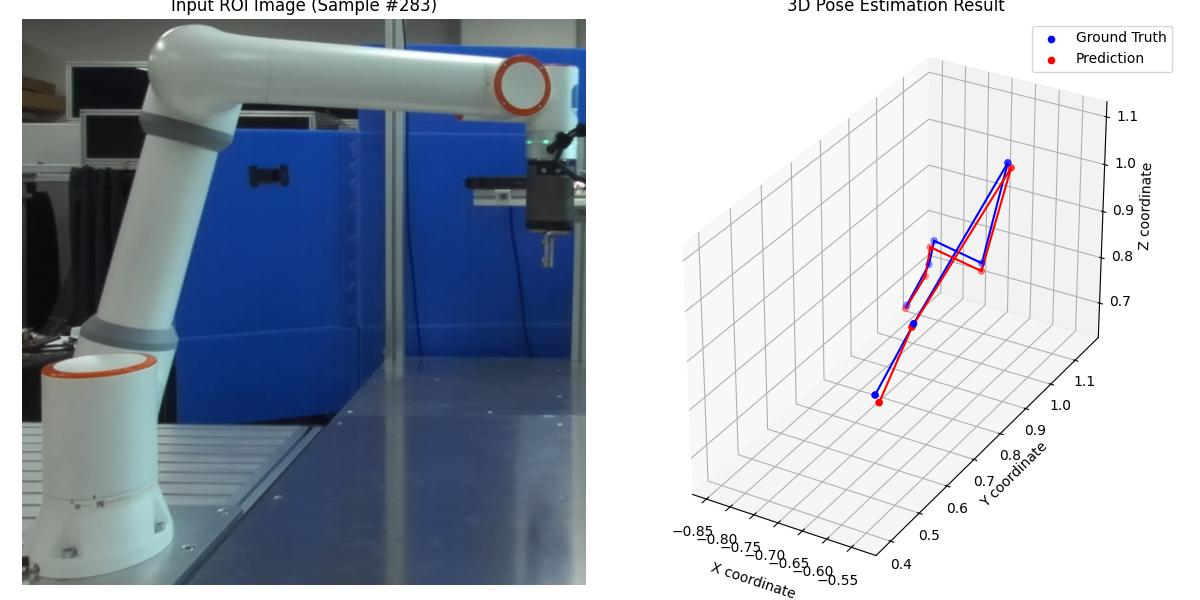 Input ROI Image (Sample #283)
3D Pose Estimation Result
Ground Truth
Prediction
1.1
1.0
0.9
0.8
0.7
Z coordinate
1.1
1.0
0.9
0.8
0.7
0.6
0.5
0.4
Y coordinate
−0.85
−0.80
−0.75
−0.70
−0.65
−0.60
−0.55
X coordinate